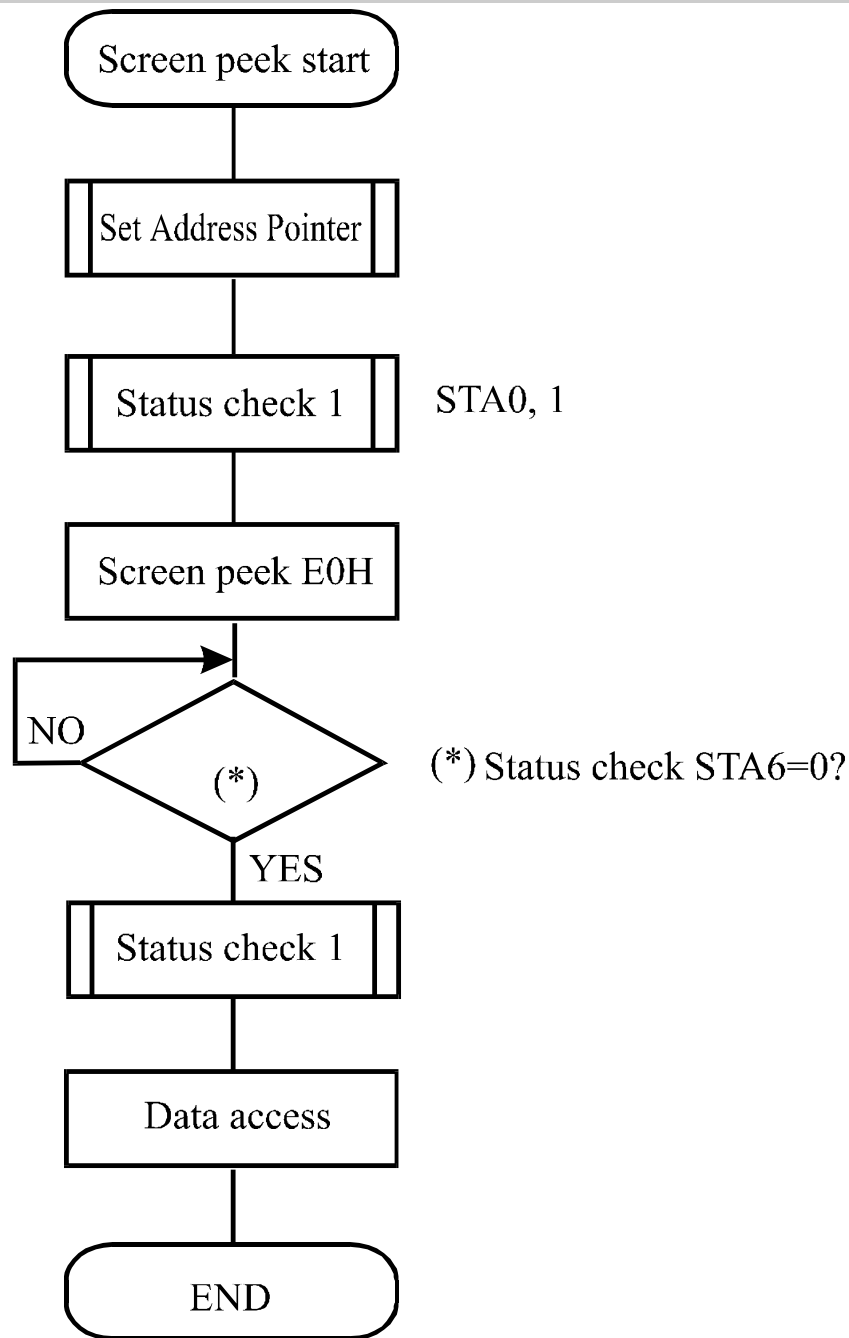 Screen peek start
Set Address Pointer
Status check 1
STA0, 1
Screen peek E0H
NO
(*)
(*) Status check STA6=0?
YES
Status check 1
Data access
END